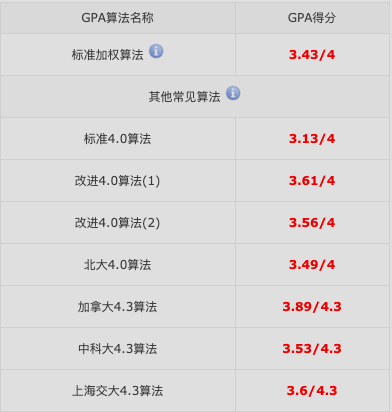 GPA算法名称 GPA得分
标准加权算法 3.43/4
其他常见算法
标准4.0算法 3.13/4
改进4.0算法(1) 3.61/4
改进4.0算法(2) 3.56/4
北大4.0算法 3.49/4
加拿大4.3算法 3.89/4.3
中科大4.3算法 3.53/4.3
上海交大4.3算法 3.6/4.3